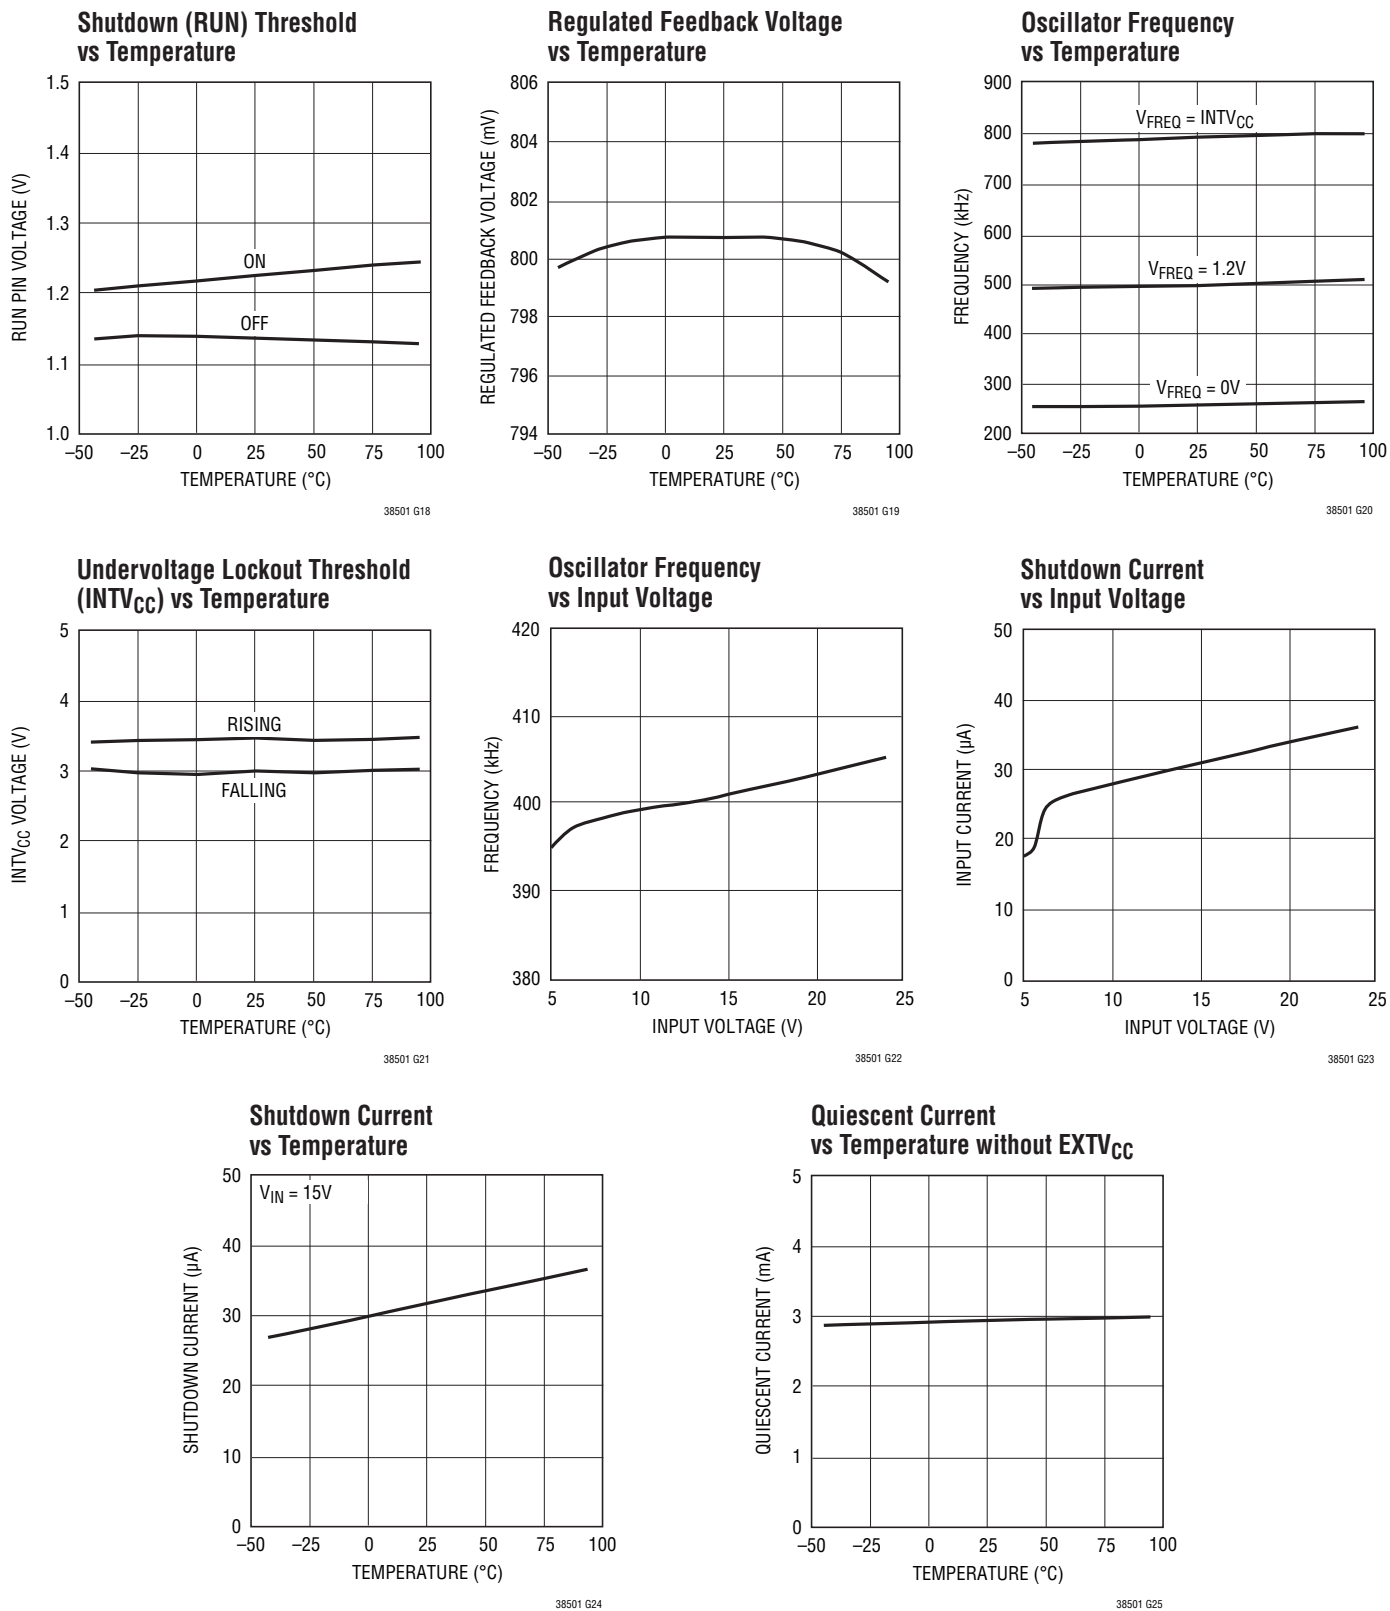 Shutdown (RUN) Threshold
vs Temperature
1.5
1.4
1.3
1.2
1.1
1.0
RUN PIN VOLTAGE (V)
ON
OFF
–50 –25 0 25 50 75 100
TEMPERATURE (°C)
38501 G18
Regulated Feedback Voltage
vs Temperature
806
804
802
800
798
796
794
REGULATED FEEDBACK VOLTAGE (mV)
–50 –25 0 25 50 75 100
TEMPERATURE (°C)
38501 G19
Oscillator Frequency
vs Temperature
900
800
700
600
500
400
300
200
FREQUENCY (kHz)
VFREQ = INTVCC
VFREQ = 1.2V
VFREQ = 0V
–50 –25 0 25 50 75 100
TEMPERATURE (°C)
38501 G20
Undervoltage Lockout Threshold
(INTVCC) vs Temperature
5
4
3
2
1
0
INTVCC VOLTAGE (V)
RISING
FALLING
–50 –25 0 25 50 75 100
TEMPERATURE (°C)
38501 G21
Oscillator Frequency
vs Input Voltage
420
410
400
390
380
FREQUENCY (kHz)
5 10 15 20 25
INPUT VOLTAGE (V)
38501 G22
Shutdown Current
vs Input Voltage
50
40
30
20
10
0
INPUT CURRENT (µA)
5 10 15 20 25
INPUT VOLTAGE (V)
38501 G23
Shutdown Current
vs Temperature
50
40
30
20
10
0
SHUTDOWN CURRENT (µA)
VIN = 15V
–50 –25 0 25 50 75 100
TEMPERATURE (°C)
38501 G24
Quiescent Current
vs Temperature without EXTVCC
5
4
3
2
1
0
QUIESCENT CURRENT (mA)
–50 –25 0 25 50 75 100
TEMPERATURE (°C)
38501 G25